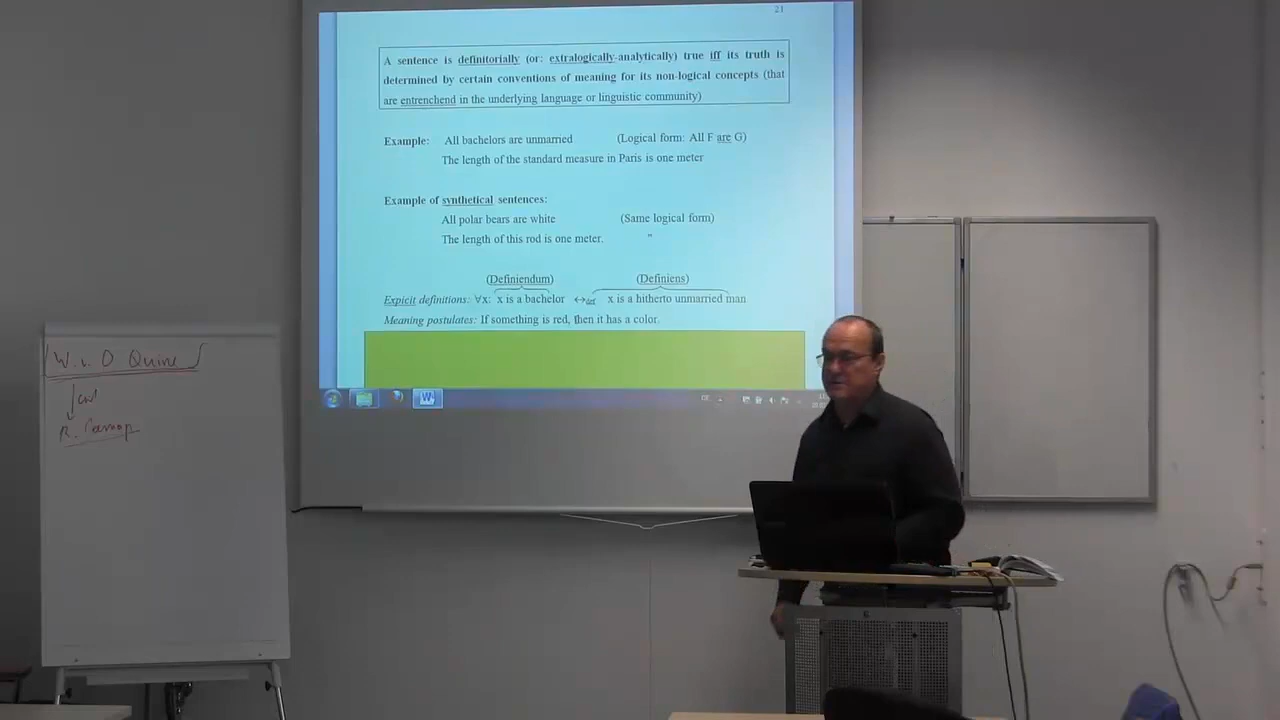 21
A sentence is definitorially (or: extralogically-analytically) true iff its truth is
determined by certain conventions of meaning for its non-logical concepts (that
are entrenchend in the underlying language or linguistic community)
Example: All bachelors are unmarried (Logical form: All F are G)
The length of the standard measure in Paris is one meter
Example of synthetical sentences:
All polar bears are white (Same logical form)
The length of this rod is one meter. "
(Definiendum) (Definiens)
Expicit definitions: ∀x: x is a bachelor ↔def x is a hitherto unmarried man
Meaning postulates: If something is red, then it has a color.
DE
W. v. O Quine
R. Carnap